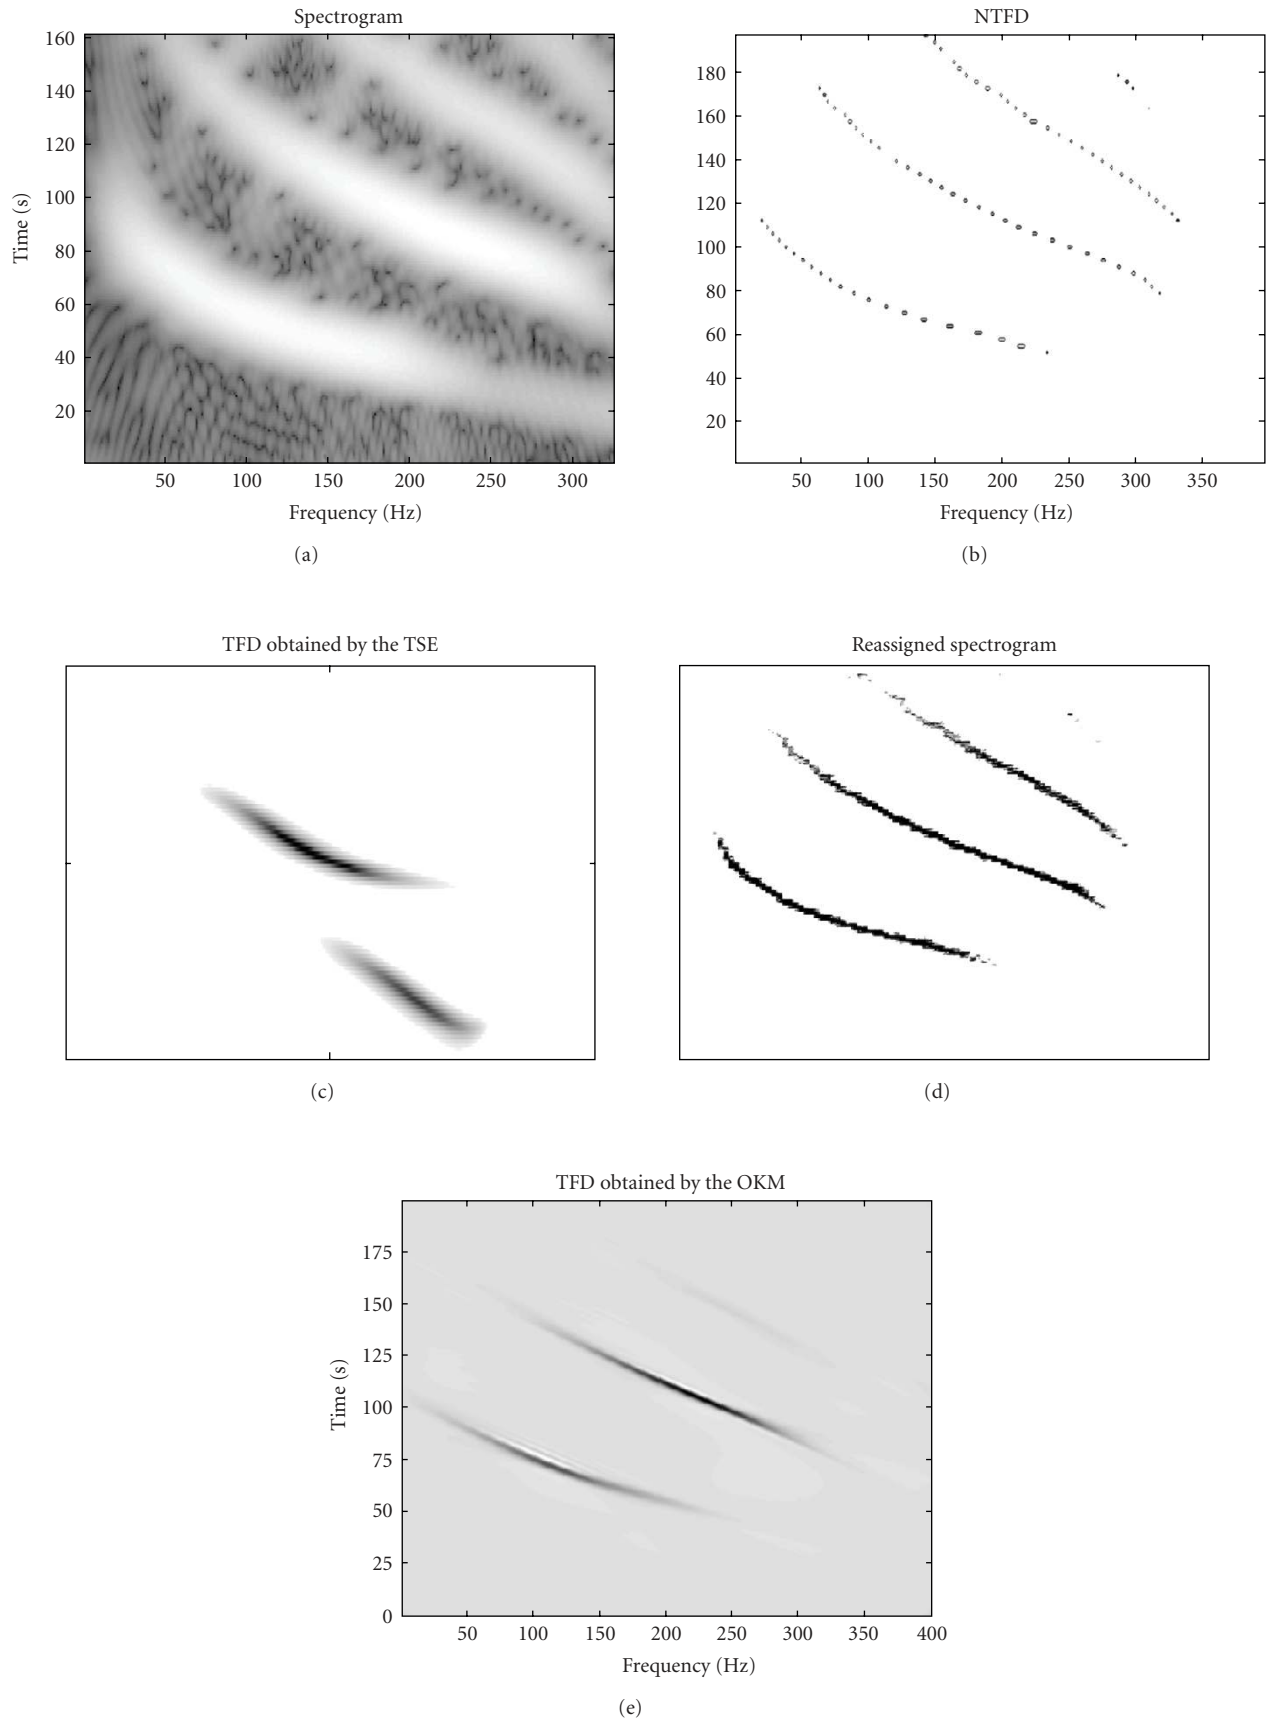 Spectrogram
160
140
120
100
80
60
40
20
Time (s)
50 100 150 200 250 300
Frequency (Hz)
(a)
NTFD
180
160
140
120
100
80
60
40
20
50 100 150 200 250 300 350
Frequency (Hz)
(b)
TFD obtained by the TSE
(c)
Reassigned spectrogram
(d)
TFD obtained by the OKM
175
150
125
100
75
50
25
0
Time (s)
50 100 150 200 250 300 350 400
Frequency (Hz)
(e)